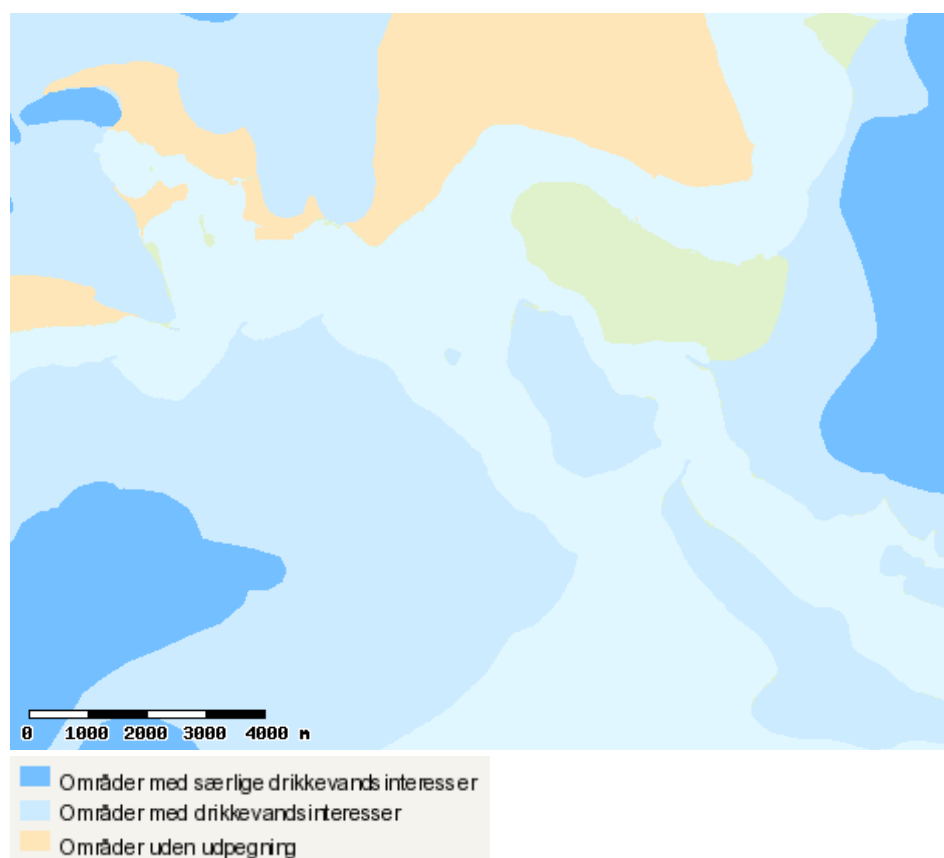 0 1000 2000 3000 4000 m
Områder med særlige drikkevandsinteresser
Områder med drikkevandsinteresser
Områder uden udpegning